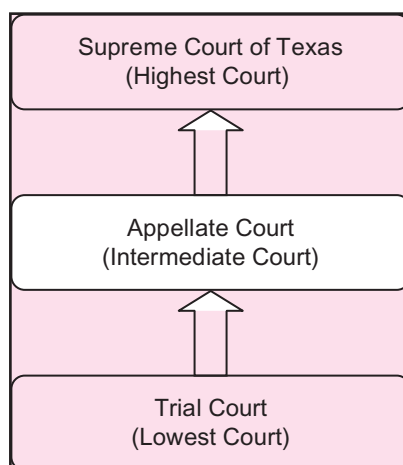 Supreme Court of Texas
(Highest Court)
Appellate Court
(Intermediate Court)
Trial Court
(Lowest Court)